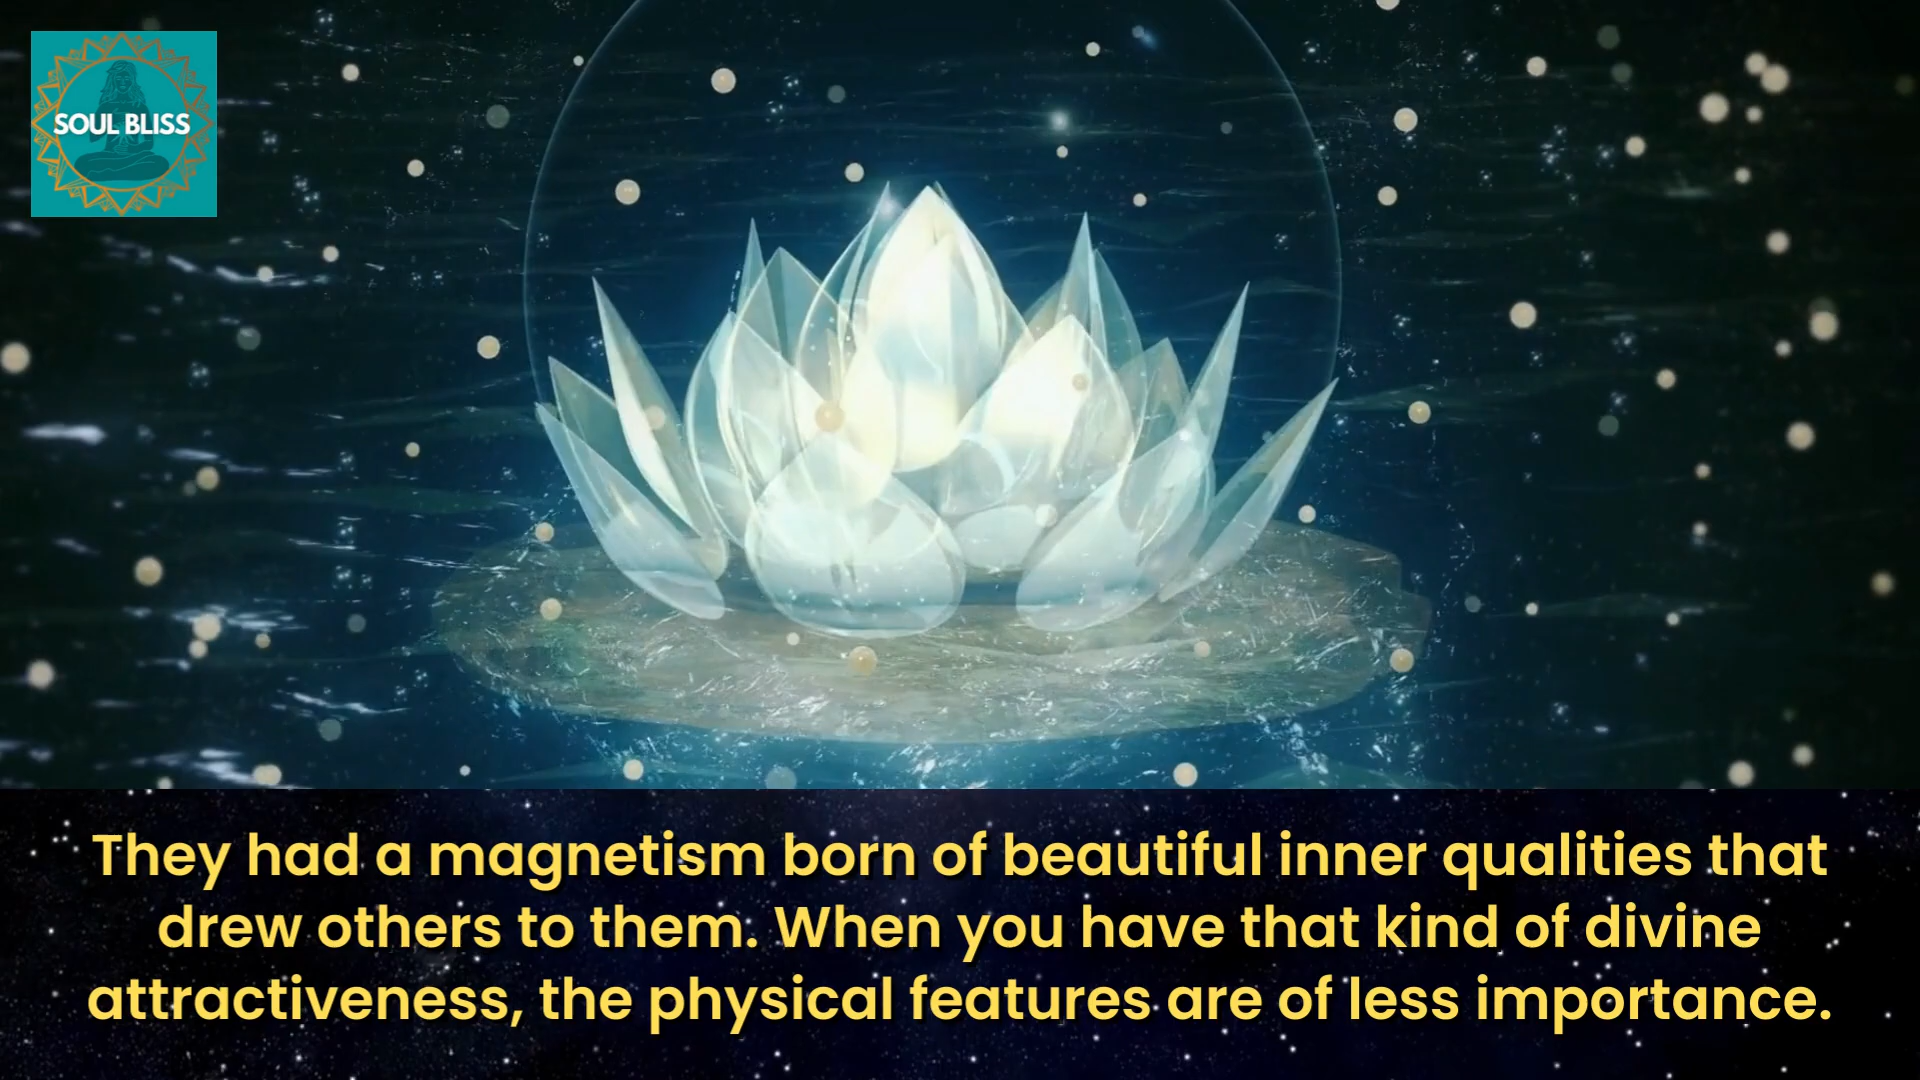 SOUL BLISS
They had a magnetism born of beautiful inner qualities that
drew others to them. When you have that kind of divine
attractiveness, the physical features are of less importance.